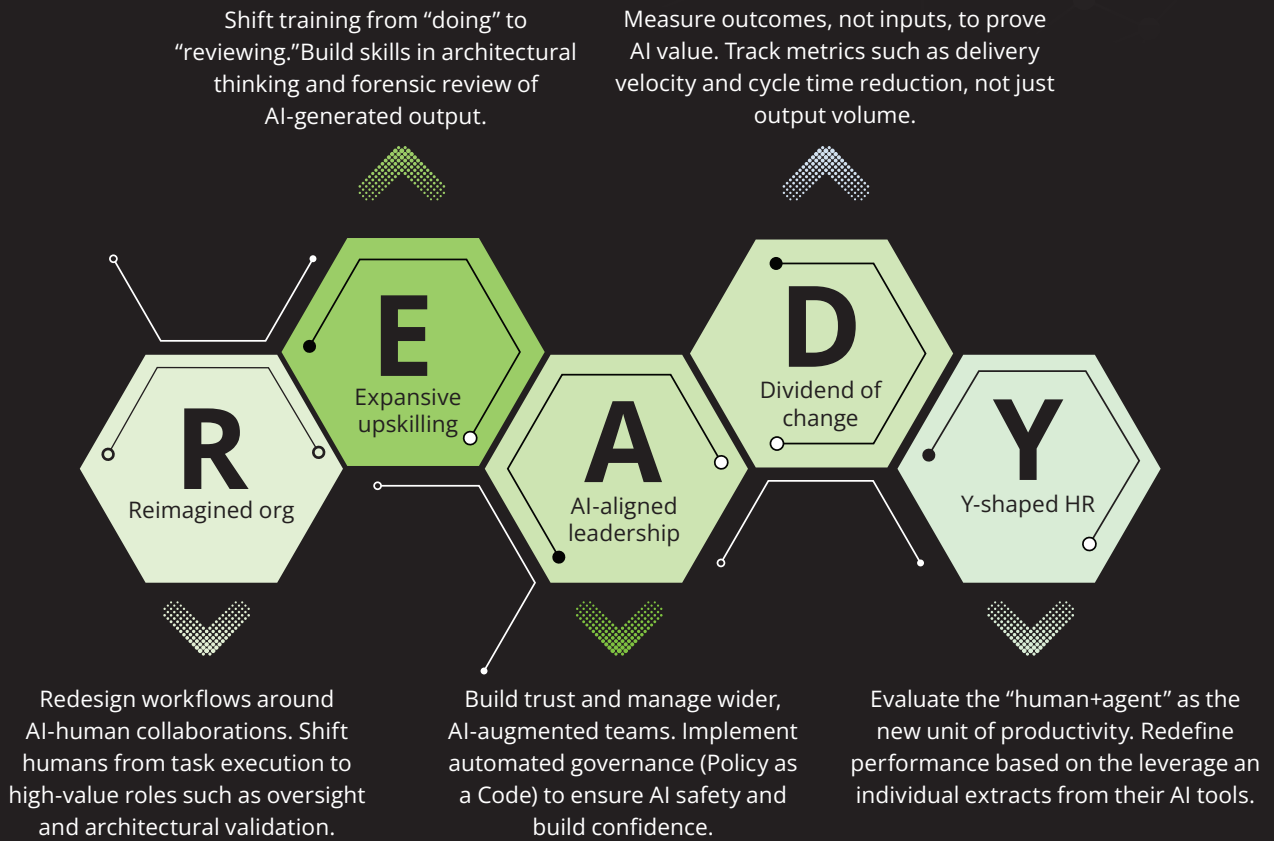 Shift training from “doing” to
“reviewing.”Build skills in architectural
thinking and forensic review of
AI-generated output.
Measure outcomes, not inputs, to prove
AI value. Track metrics such as delivery
velocity and cycle time reduction, not just
output volume.
R
Reimagined org
E
Expansive
upskilling
A
AI-aligned
leadership
D
Dividend of
change
Y
Y-shaped HR
Redesign workflows around
AI-human collaborations. Shift
humans from task execution to
high-value roles such as oversight
and architectural validation.
Build trust and manage wider,
AI-augmented teams. Implement
automated governance (Policy as
a Code) to ensure AI safety and
build confidence.
Evaluate the “human+agent” as the
new unit of productivity. Redefine
performance based on the leverage an
individual extracts from their AI tools.